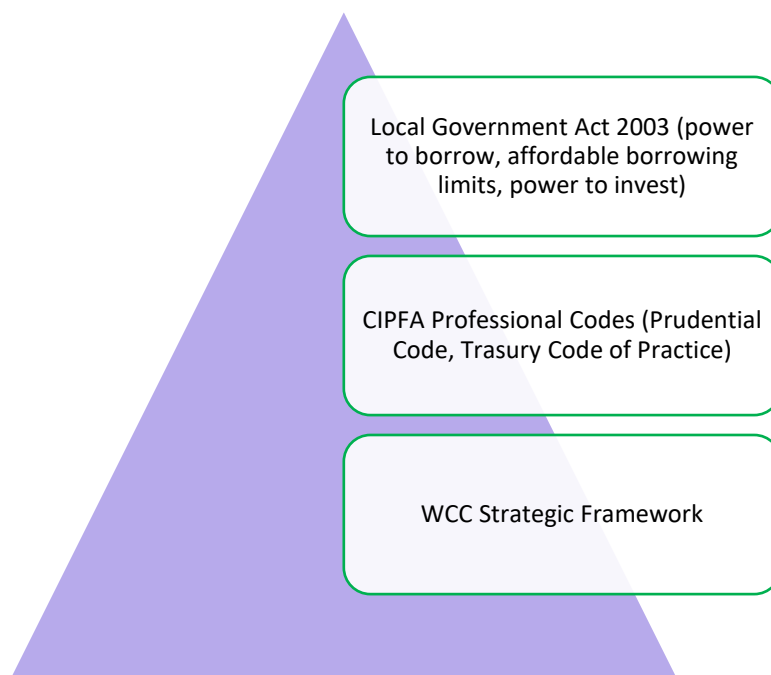 Local Government Act 2003 (power
to borrow, affordable borrowing
limits, power to invest)
CIPFA Professional Codes (Prudential
Code, Trasury Code of Practice)
WCC Strategic Framework